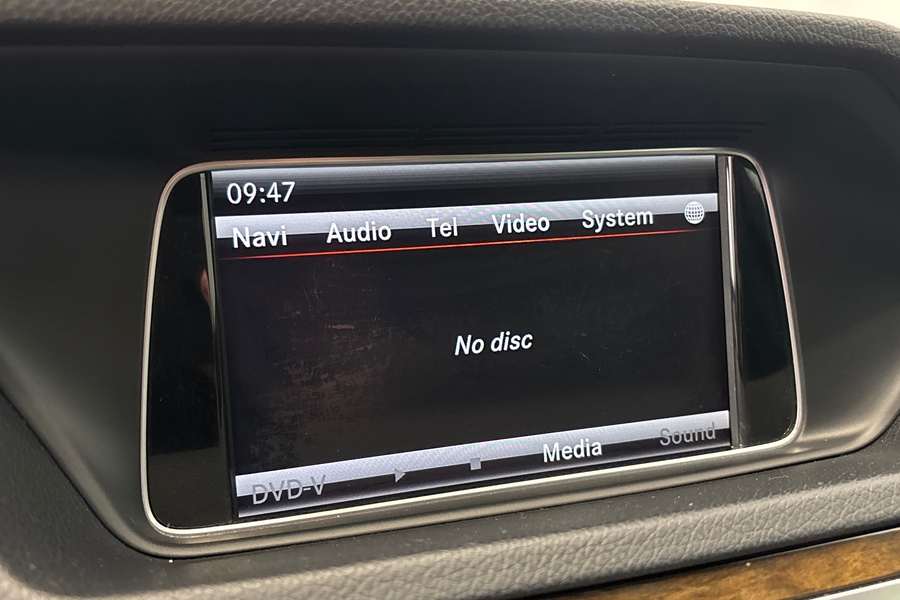 09:47
Navi Audio Tel Video System
No disc
DVD-V Media Sound